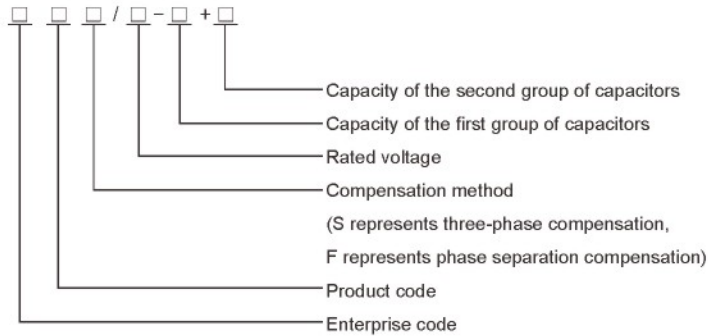 □ □ □ / □ - □ + □
Capacity of the second group of capacitors
Capacity of the first group of capacitors
Rated voltage
Compensation method
(S represents three-phase compensation,
F represents phase separation compensation)
Product code
Enterprise code